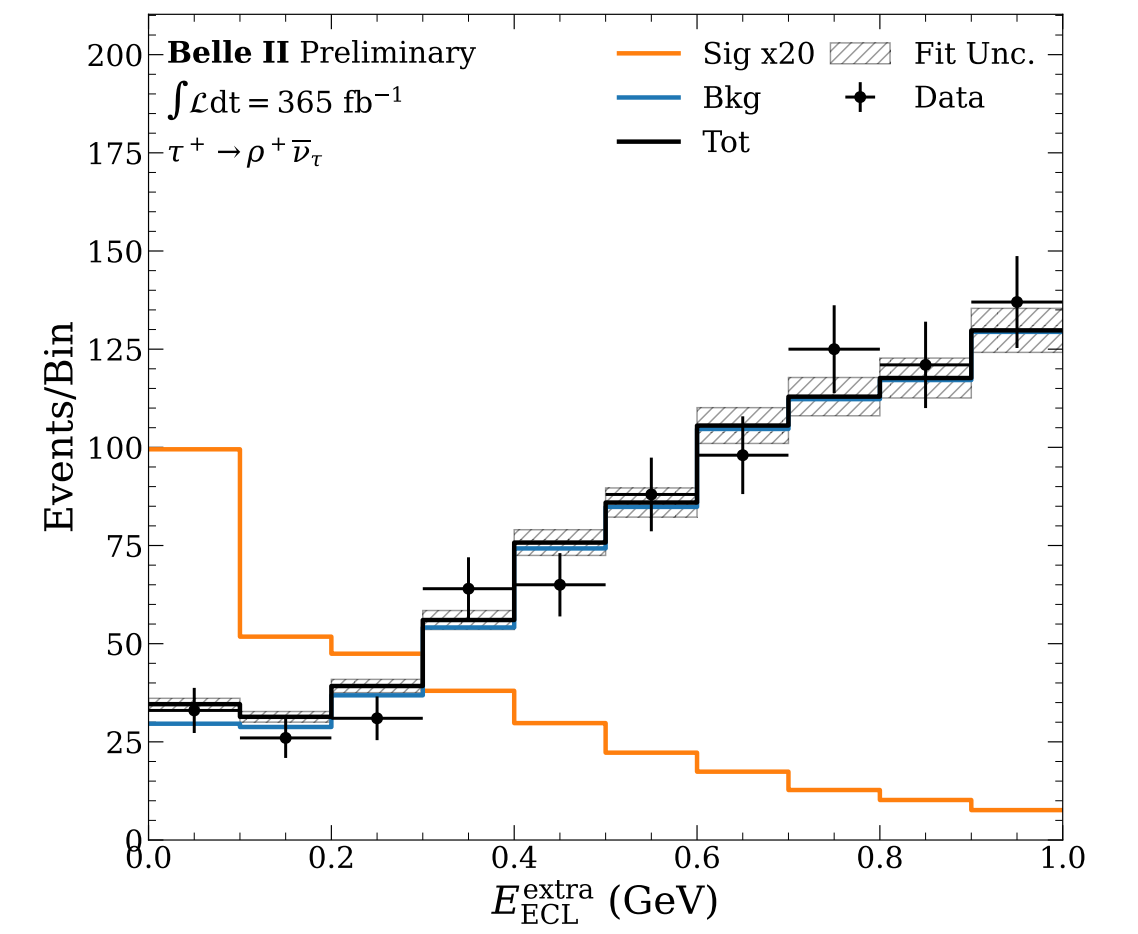 Belle II Preliminary
∫ℒdt = 365 fb⁻¹
τ⁺ → ρ⁺ν̅_τ
Sig x20
Bkg
Tot
Fit Unc.
Data
Events/Bin
200
175
150
125
100
75
50
25
0
0.0 0.2 0.4 0.6 0.8 1.0
E_ECL^extra (GeV)